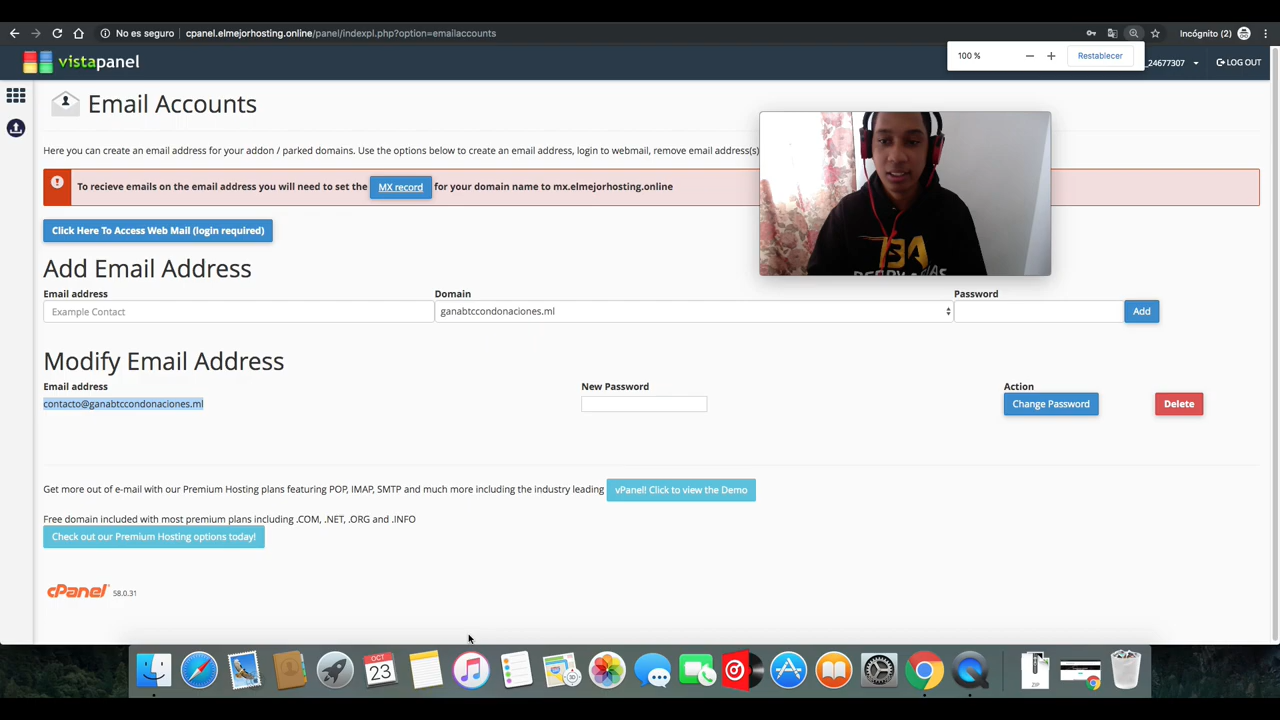 No es seguro cpanel.elmejorhosting.online/panel/indexpl.php?option=emailaccounts Incógnito (2)
100 % Restablecer
vistapanel _24677307 LOG OUT
Email Accounts
Here you can create an email address for your addon / parked domains. Use the options below to create an email address, login to webmail, remove email address(s)
To recieve emails on the email address you will need to set the MX record for your domain name to mx.elmejorhosting.online
Click Here To Access Web Mail (login required)
Add Email Address
Email address Domain Password
Example Contact ganabtccondonaciones.ml Add
Modify Email Address
Email address New Password Action
contacto@ganabtccondonaciones.ml Change Password Delete
Get more out of e-mail with our Premium Hosting plans featuring POP, IMAP, SMTP and much more including the industry leading vPanel! Click to view the Demo
Free domain included with most premium plans including .COM, .NET, .ORG and .INFO
Check out our Premium Hosting options today!
cPanel 58.0.31
OCT
23
3D
ZIP